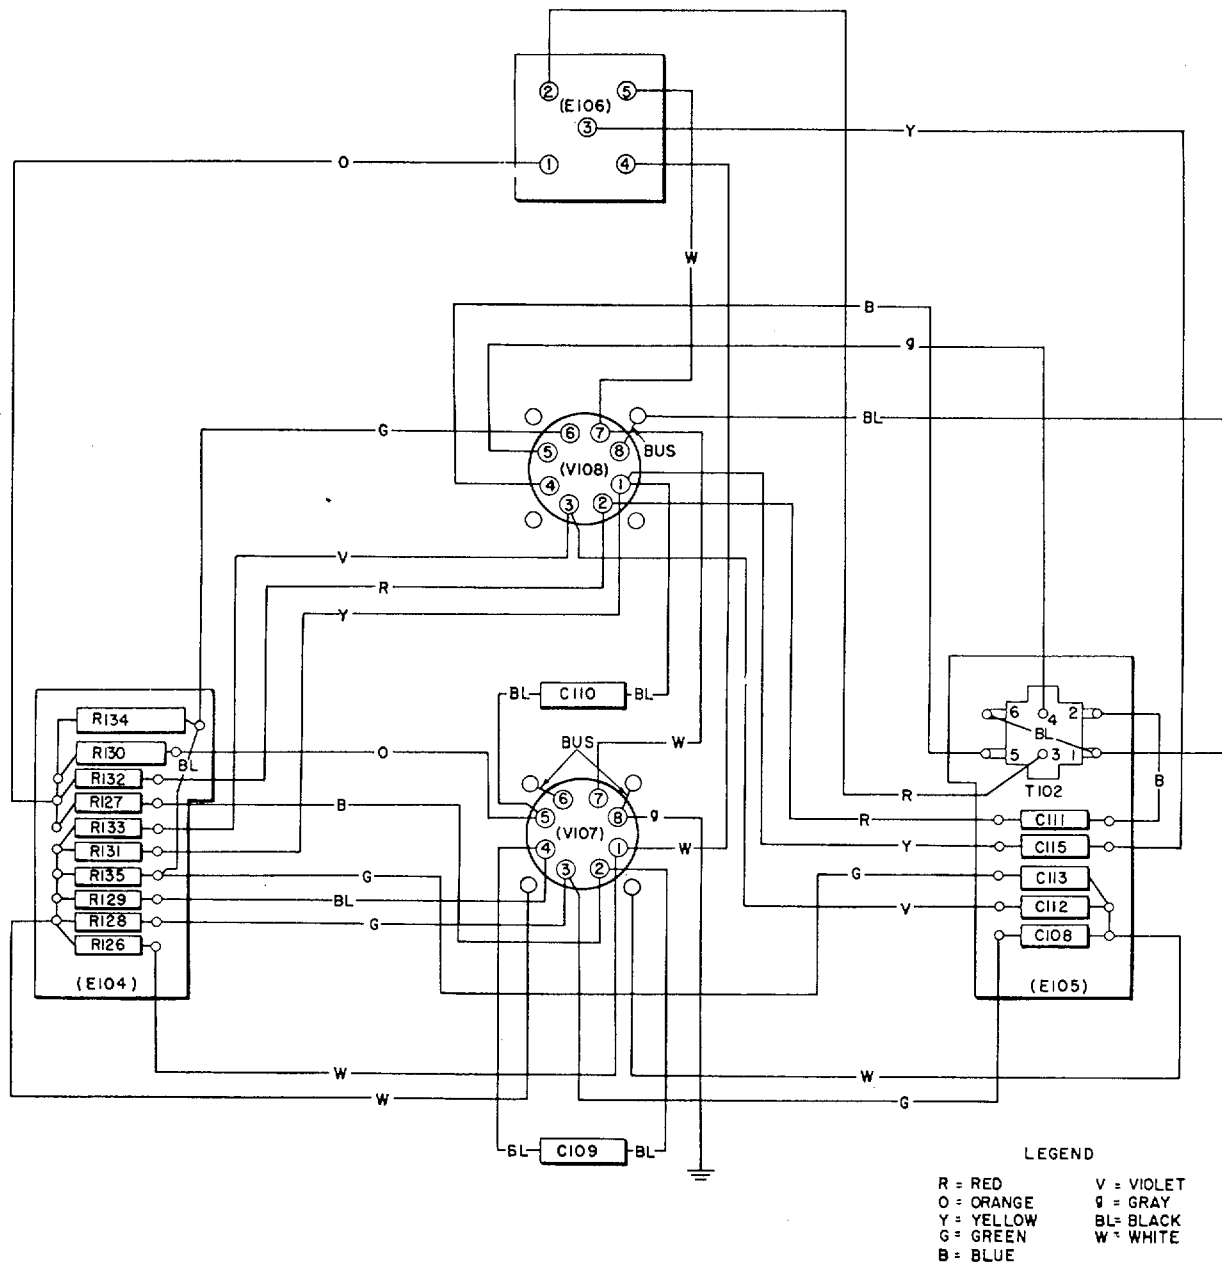 2
5
(E106)
3
Y
1
O
4
W
B
g
BL
G
6
7
5
8
BUS
(V108)
4
1
3
2
V
R
Y
BL
C110
BL
R134
R130
BL
O
R132
R127
B
R133
R131
R135
G
R129
BL
R128
G
R126
(E104)
BUS
W
6
7
5
8
g
(V107)
4
1
W
3
2
6
4
2
BL
5
3
1
B
T102
R
R
C111
Y
C115
G
C113
V
C112
C108
(E105)
W
W
W
G
BL
C109
BL
LEGEND
R = RED
V = VIOLET
O = ORANGE
g = GRAY
Y = YELLOW
BL = BLACK
G = GREEN
W = WHITE
B = BLUE